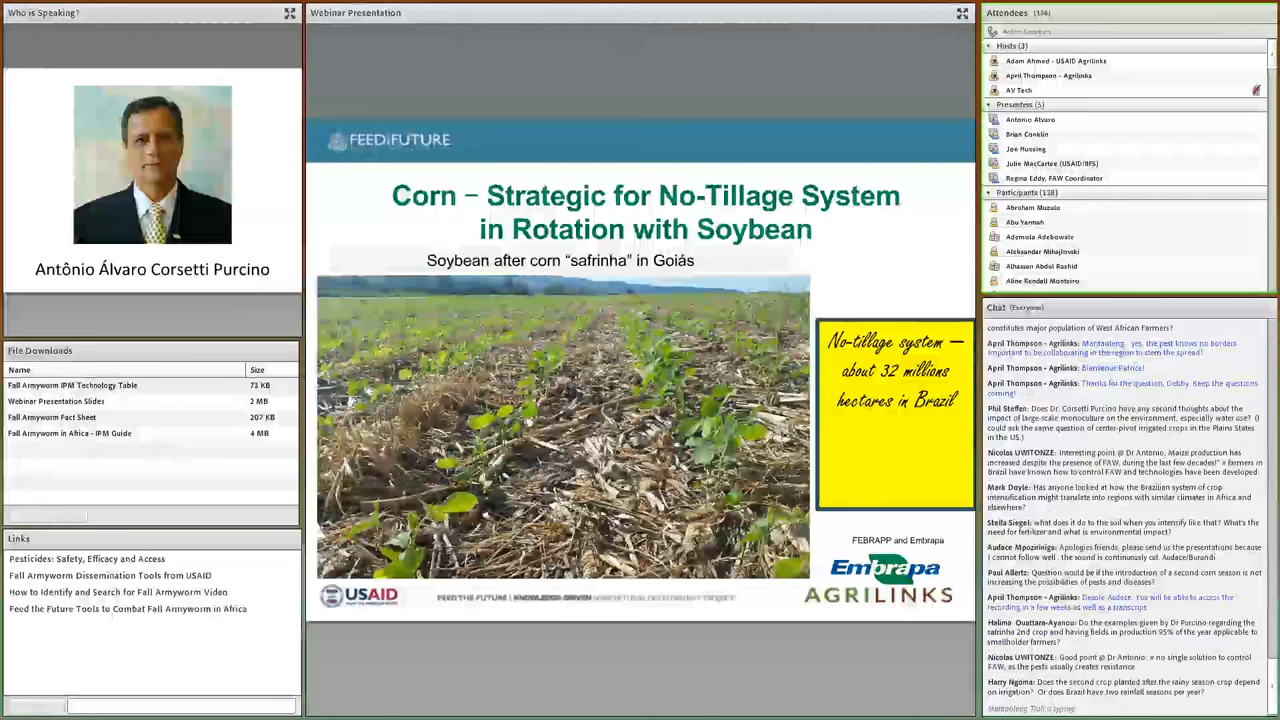 Who is Speaking?
Antônio Álvaro Corsetti Purcino
File Downloads
Name Size
Fall Armyworm IPM Technology Table 73 KB
Webinar Presentation Slides 2 MB
Fall Armyworm Fact Sheet 207 KB
Fall Armyworm in Africa - IPM Guide 4 MB
Links
Pesticides: Safety, Efficacy and Access
Fall Armyworm Dissemination Tools from USAID
How to Identify and Search for Fall Armyworm Video
Feed the Future Tools to Combat Fall Armyworm in Africa
Webinar Presentation
FEED FUTURE
Corn – Strategic for No-Tillage System
in Rotation with Soybean
Soybean after corn “safrinha” in Goiás
No-tillage system –
about 32 millions
hectares in Brazil
FEBRAPP and Embrapa
Embrapa
USAID
AGRILINKS
Attendees (136)
Active Speakers
Hosts (3)
Adam Ahmed - USAID Agrilinks
April Thompson - Agrilinks
AV Tech
Presenters (5)
Antonio Alvaro
Brian Conklin
Joe Huesing
Julie MacCartee (USAID/BFS)
Regina Eddy, FAW Coordinator
Participants (128)
Abraham Muzulu
Abu Yarmah
Ademola Adebowale
Aleksandar Mihajlovski
Alhassan Abdul Rashid
Aline Rendall Monteiro
Chat (Everyone)
constitutes major population of West African Farmers?
April Thompson - Agrilinks: Mantaoleng.. yes, the pest knows no borders
important to be collaborating in the region to stem the spread!
April Thompson - Agrilinks: Bienvenue Patrice!
April Thompson - Agrilinks: Thanks for the question, Debby. Keep the questions
coming!
Phil Steffen: Does Dr. Corsetti Purcino have any second thoughts about the
impact of large-scale monoculture on the environment, especially water use? (I
could ask the same question of center-pivot irrigated crops in the Plains States
in the US.)
Nicolas UWITONZE: Interesting point @ Dr Antonio, Maize production has
increased despite the presence of FAW, during the last few decades!" # farmers in
Brazil have known how to control FAW and technologies have been developed
Mark Doyle: Has anyone looked at how the Brazilian system of crop
intensification might translate into regions with similar climates in Africa and
elsewhere?
Stella Siegel: what does it do to the soil when you intensify like that? What's the
need for fertilizer and what is environmental impact?
Audace Mpoziriniga: Apologies friends, please send us the presentations because
I cannot follow well.. the sound is continuously cut. Audace/Burundi
Paul Allertz: Question would be if the introduction of a second corn season is not
increasing the possibilities of pests and diseases?
April Thompson - Agrilinks: Desole Audace. You will be able to access the
recording in a few weeks as well as a transcript
Halima Ouattara-Ayanou: Do the examples given by Dr Purcino regarding the
safrinha 2nd crop and having fields in production 95% of the year applicable to
smallholder farmers?
Nicolas UWITONZE: Good point @ Dr Antonio: # no single solution to control
FAW, as the pests usually creates resistance
Harry Ngoma: Does the second crop planted after the rainy season crop depend
on irrigation? Or does Brazil have two rainfall seasons per year?
Mantaoleng Tlali is typing